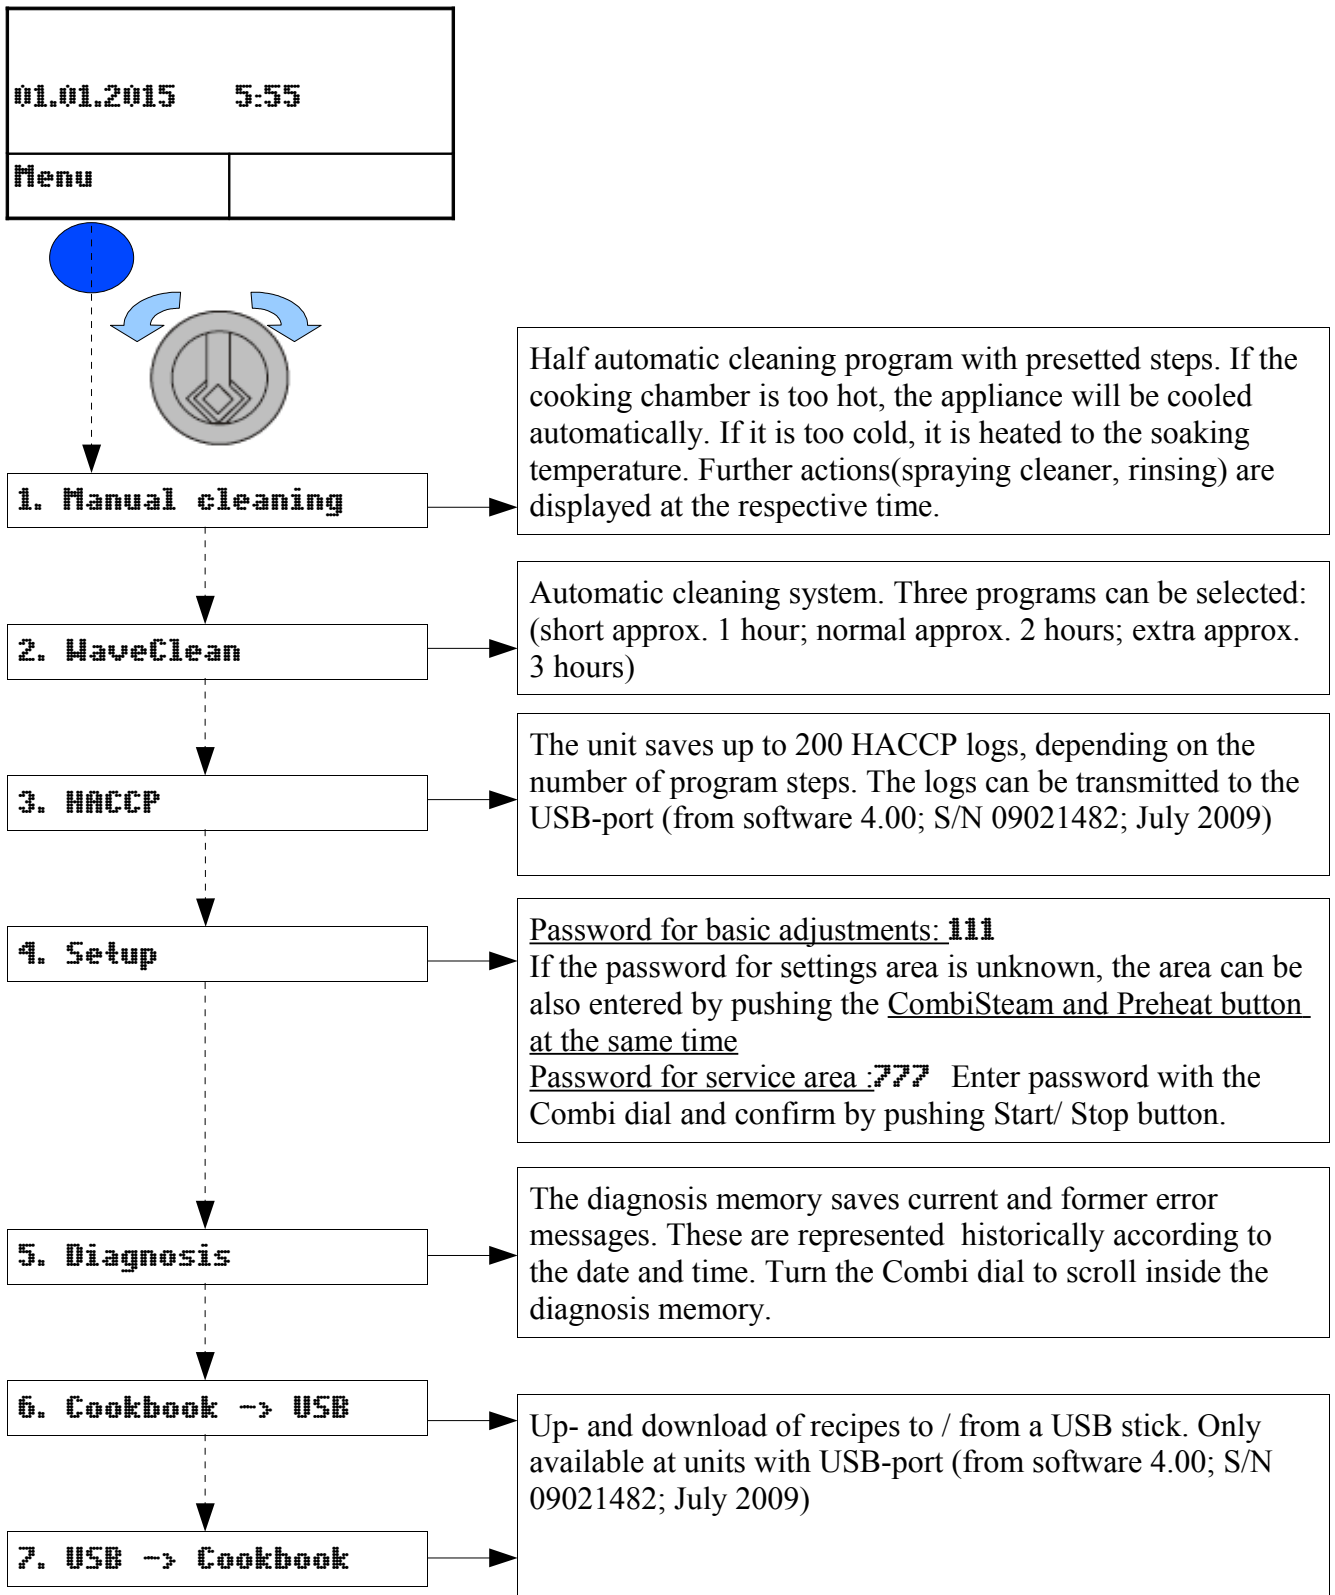 01.01.2015 5:55
Menu
Half automatic cleaning program with presetted steps. If the
cooking chamber is too hot, the appliance will be cooled
automatically. If it is too cold, it is heated to the soaking
temperature. Further actions(spraying cleaner, rinsing) are
displayed at the respective time.
1. Manual cleaning
Automatic cleaning system. Three programs can be selected:
(short approx. 1 hour; normal approx. 2 hours; extra approx.
3 hours)
2. WaveClean
The unit saves up to 200 HACCP logs, depending on the
number of program steps. The logs can be transmitted to the
USB-port (from software 4.00; S/N 09021482; July 2009)
3. HACCP
Password for basic adjustments: 111
If the password for settings area is unknown, the area can be
also entered by pushing the CombiSteam and Preheat button
at the same time
Password for service area :777 Enter password with the
Combi dial and confirm by pushing Start/ Stop button.
4. Setup
The diagnosis memory saves current and former error
messages. These are represented historically according to
the date and time. Turn the Combi dial to scroll inside the
diagnosis memory.
5. Diagnosis
6. Cookbook -> USB
Up- and download of recipes to / from a USB stick. Only
available at units with USB-port (from software 4.00; S/N
09021482; July 2009)
7. USB -> Cookbook